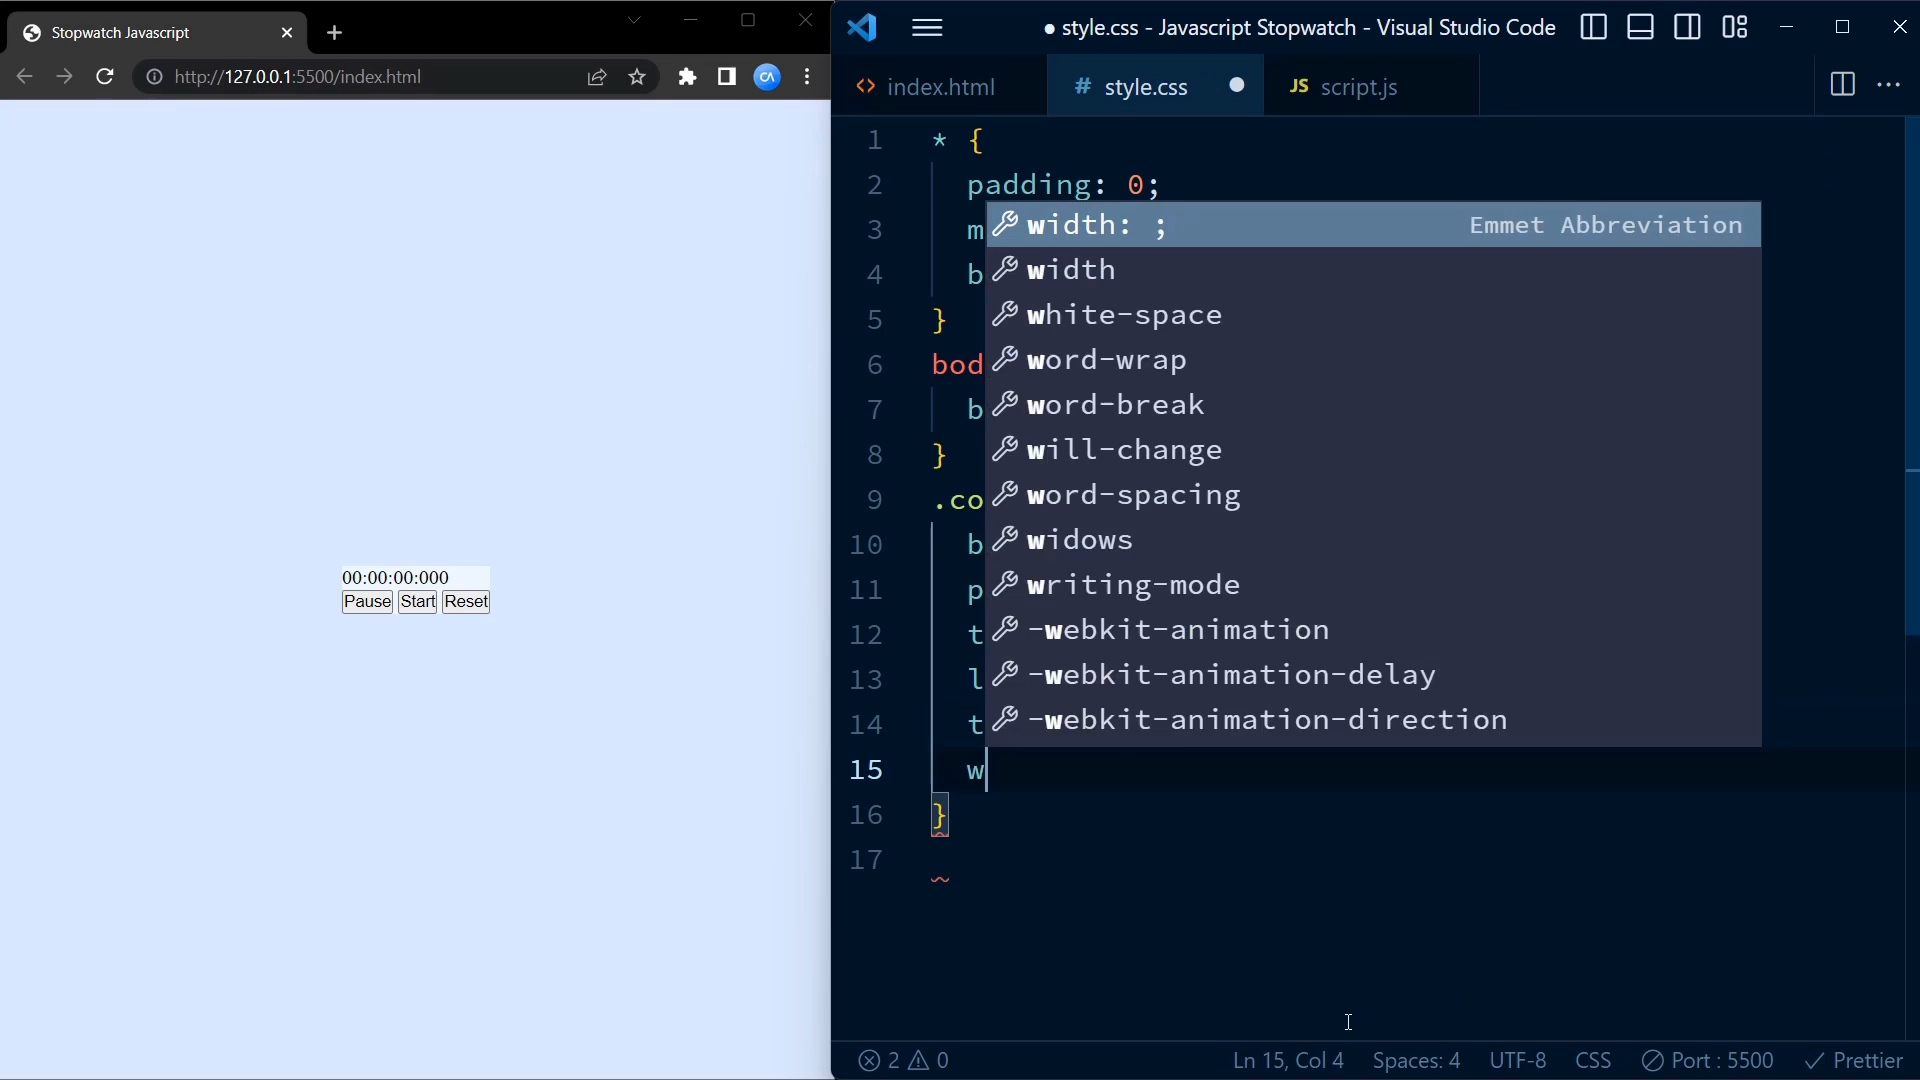 Stopwatch Javascript
http://127.0.0.1:5500/index.html
CA
00:00:00:000
Pause Start Reset
● style.css - Javascript Stopwatch - Visual Studio Code
<> index.html
# style.css ●
JS script.js
1 * {
2 padding: 0;
3 m
4 b
5 }
6 bod
7 b
8 }
9 .co
10 b
11 p
12 t
13 l
14 t
15 w
16 }
17
width: ; Emmet Abbreviation
width
white-space
word-wrap
word-break
will-change
word-spacing
widows
writing-mode
-webkit-animation
-webkit-animation-delay
-webkit-animation-direction
2 0 Ln 15, Col 4 Spaces: 4 UTF-8 CSS Port : 5500 Prettier